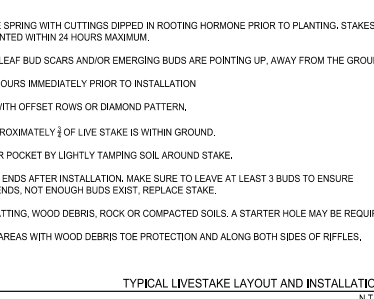 SPRING WITH CUTTINGS DIPPED IN ROOTING HORMONE PRIOR TO PLANTING. STAKES
NTED WITHIN 24 HOURS MAXIMUM.
LEAF BUD SCARS AND/OR EMERGING BUDS ARE POINTING UP, AWAY FROM THE GROU
OURS IMMEDIATELY PRIOR TO INSTALLATION
WITH OFFSET ROWS OR DIAMOND PATTERN.
ROXIMATELY OF LIVE STAKE IS WITHIN GROUND.
R POCKET BY LIGHTLY TAMPING SOIL AROUND STAKE.
ENDS AFTER INSTALLATION. MAKE SURE TO LEAVE AT LEAST 3 BUDS TO ENSURE
ENDS, NOT ENOUGH BUDS EXIST, REPLACE STAKE.
ATTING, WOOD DEBRIS, ROCK OR COMPACTED SOILS. A STARTER HOLE MAY BE REQUI
AREAS WITH WOOD DEBRIS TOE PROTECTION AND ALONG BOTH SIDES OF RIFFLES.
TYPICAL LIVESTAKE LAYOUT AND INSTALLATIO